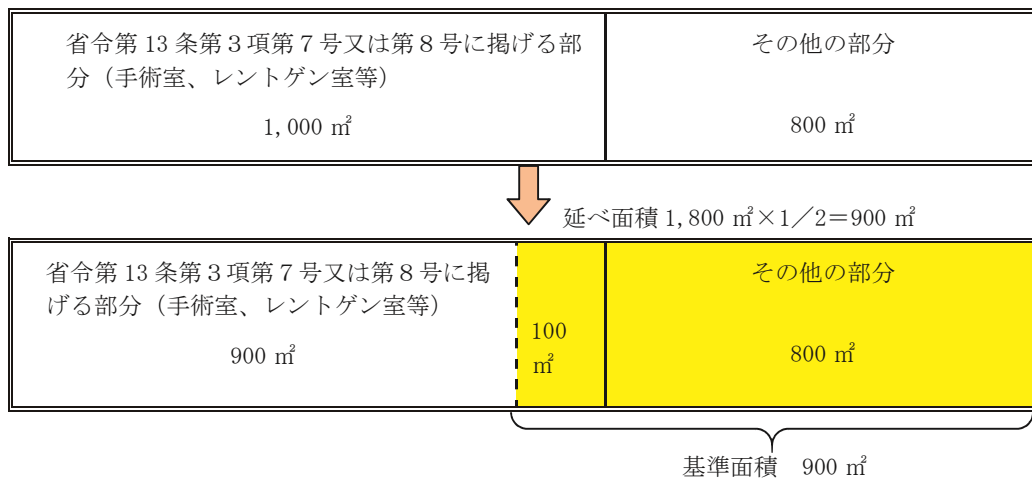 省令第 13 条第３項第７号又は第８号に掲げる部
分（手術室、レントゲン室等）
1,000 ㎡
その他の部分
800 ㎡
延べ面積 1,800 ㎡×１／２＝900 ㎡
省令第 13 条第３項第７号又は第８号に掲
げる部分（手術室、レントゲン室等）
900 ㎡
100
㎡
その他の部分
800 ㎡
基準面積　900 ㎡